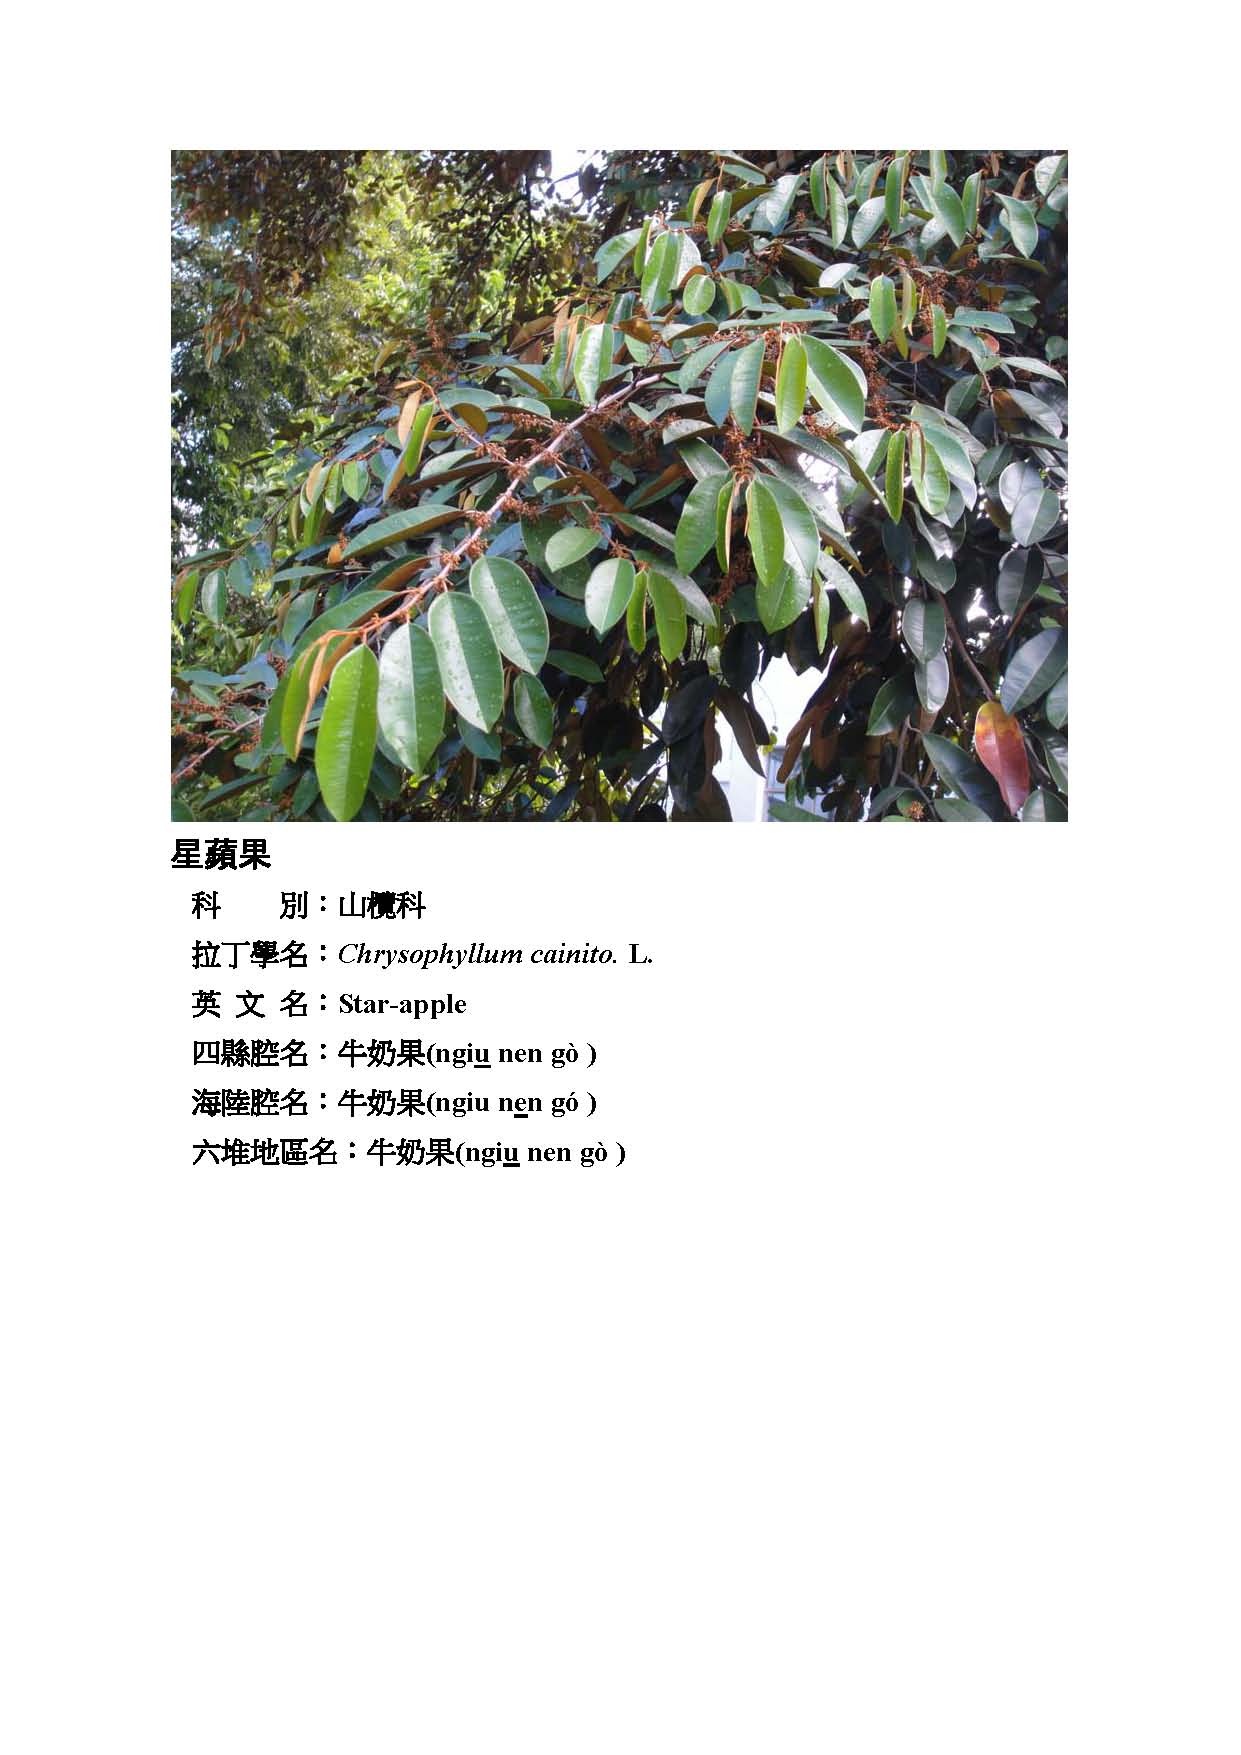 星蘋果
科　　別：山欖科
拉丁學名：Chrysophyllum cainito. L.
英 文 名：Star-apple
四縣腔名：牛奶果(ngiu nen gò )
海陸腔名：牛奶果(ngiu nen gó )
六堆地區名：牛奶果(ngiu nen gò )